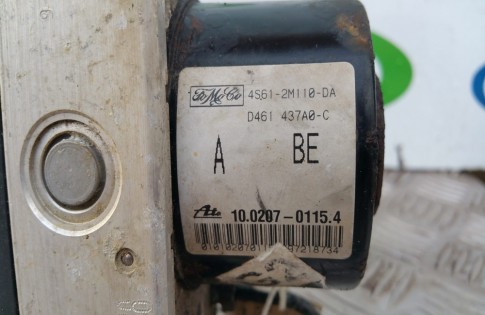 FoMoCo 4S61-2M110-DA
D461 437A0-C
A BE
Ate 10.0207-0115.4